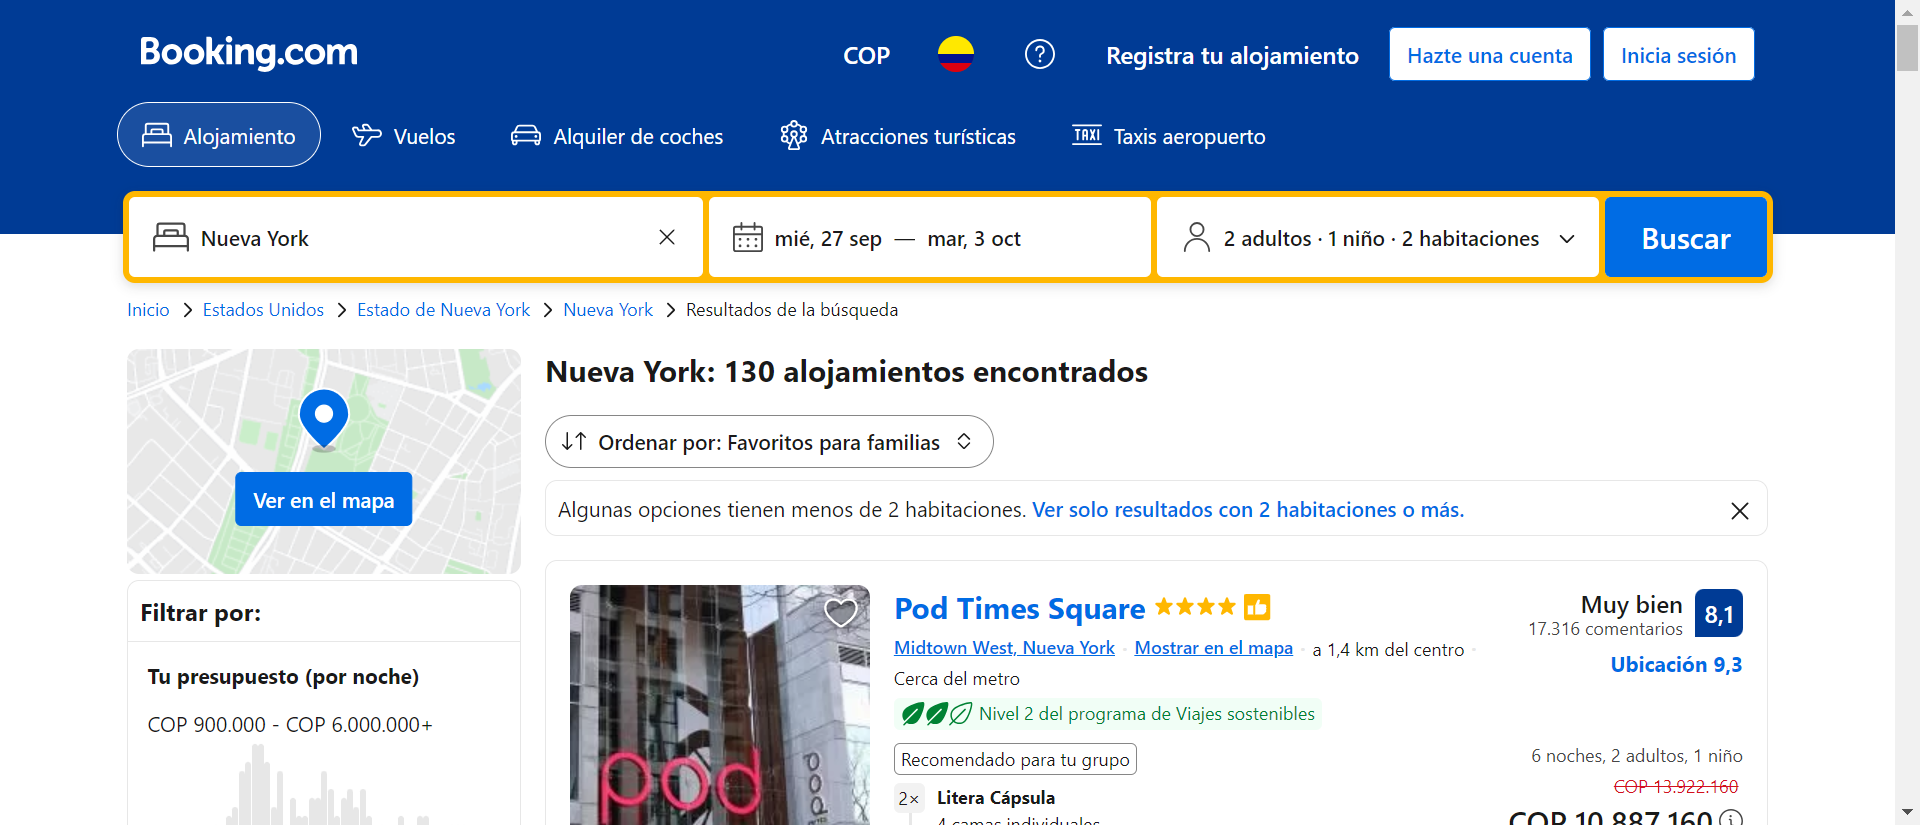 Booking.com
COP
Registra tu alojamiento
Hazte una cuenta
Inicia sesión
Alojamiento
Vuelos
Alquiler de coches
TAXI
Atracciones turísticas
Taxis aeropuerto
Nueva York
mié, 27 sep — mar, 3 oct
2 adultos · 1 niño · 2 habitaciones
Buscar
Inicio
Estados Unidos
Estado de Nueva York
Nueva York
Resultados de la búsqueda
Ver en el mapa
Filtrar por:
Tu presupuesto (por noche)
COP 900.000 - COP 6.000.000+
Nueva York: 130 alojamientos encontrados
Ordenar por: Favoritos para familias
Algunas opciones tienen menos de 2 habitaciones. Ver solo resultados con 2 habitaciones o más.
pod
pod
Pod Times Square
Midtown West, Nueva York · Mostrar en el mapa · a 1,4 km del centro ·
Cerca del metro
Nivel 2 del programa de Viajes sostenibles
Recomendado para tu grupo
2× Litera Cápsula
4 camas individuales
Muy bien
8,1
17.316 comentarios
Ubicación 9,3
6 noches, 2 adultos, 1 niño
COP 13.922.160
COP 10.887.160